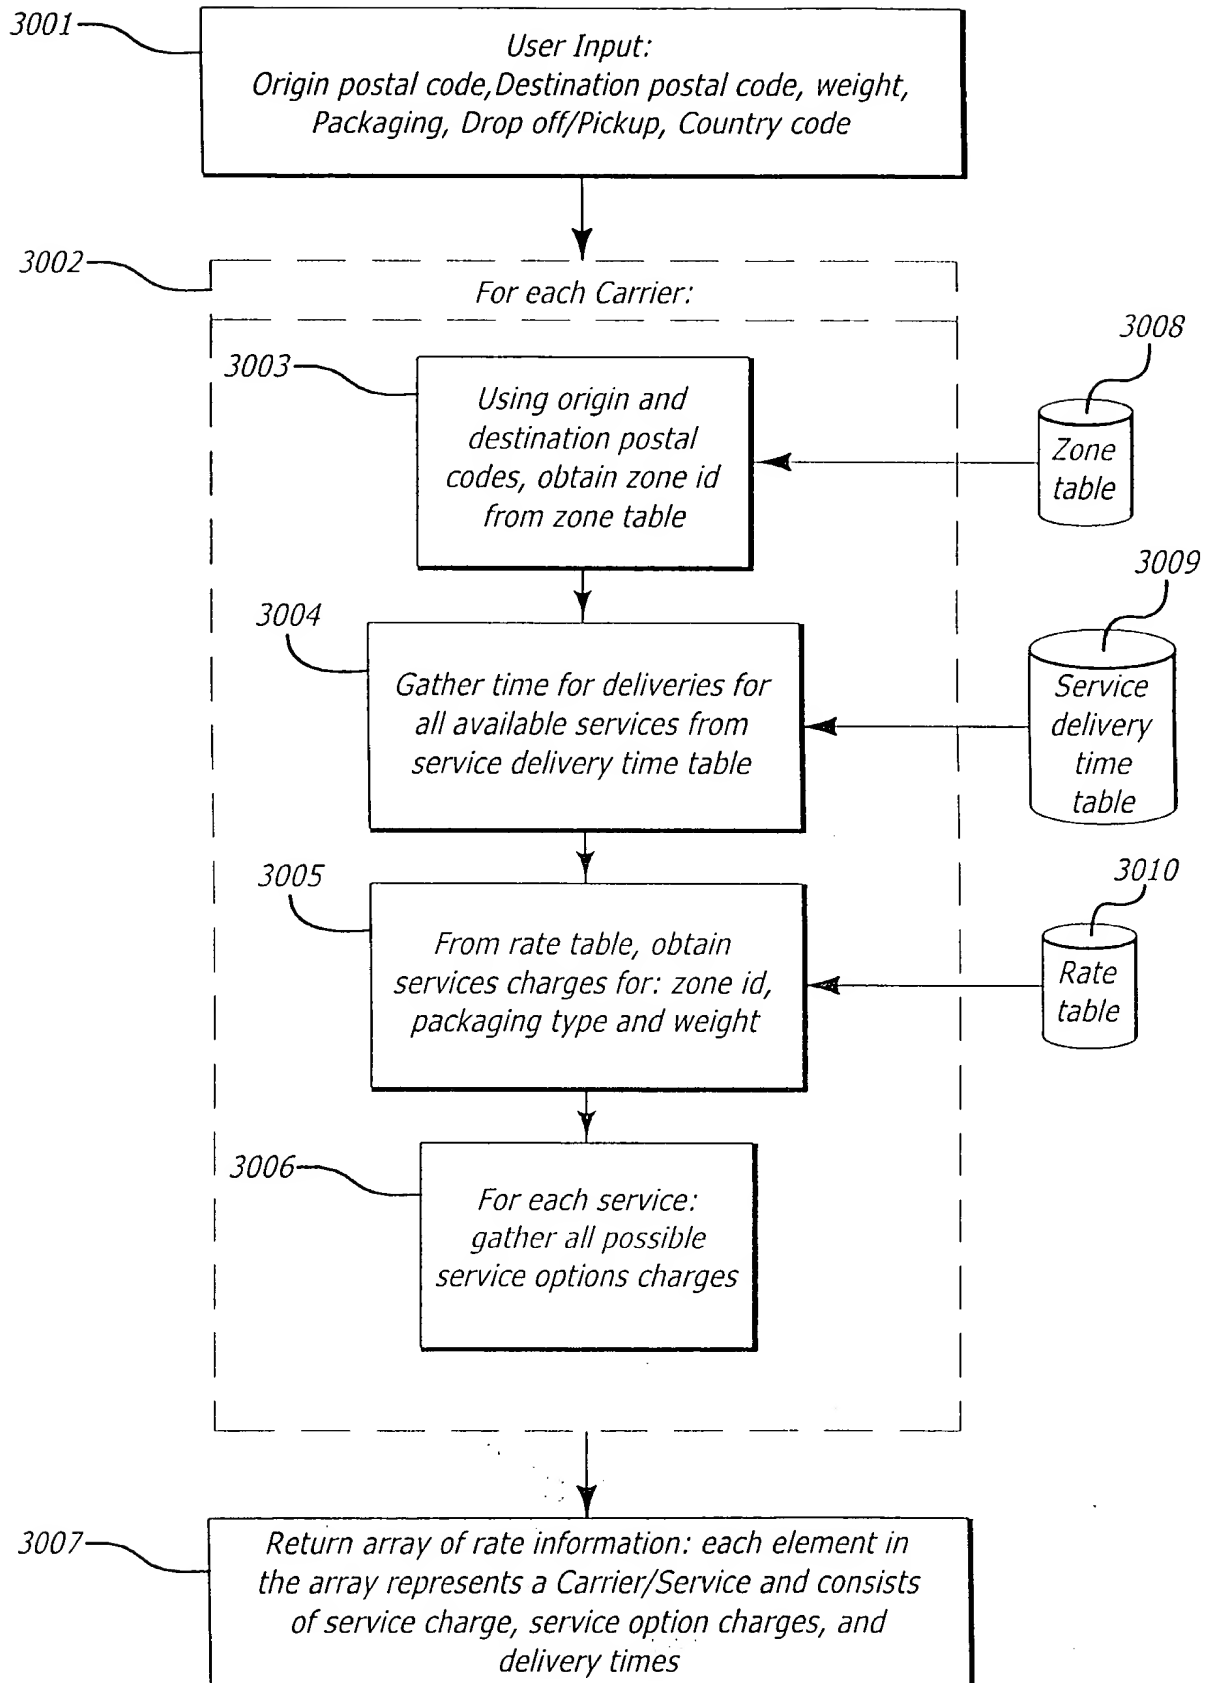 3001
User Input:
Origin postal code,Destination postal code, weight,
Packaging, Drop off/Pickup, Country code
3002
For each Carrier:
3003
Using origin and
destination postal
codes, obtain zone id
from zone table
3008
Zone
table
3004
Gather time for deliveries for
all available services from
service delivery time table
3009
Service
delivery
time
table
3005
From rate table, obtain
services charges for: zone id,
packaging type and weight
3010
Rate
table
3006
For each service:
gather all possible
service options charges
3007
Return array of rate information: each element in
the array represents a Carrier/Service and consists
of service charge, service option charges, and
delivery times